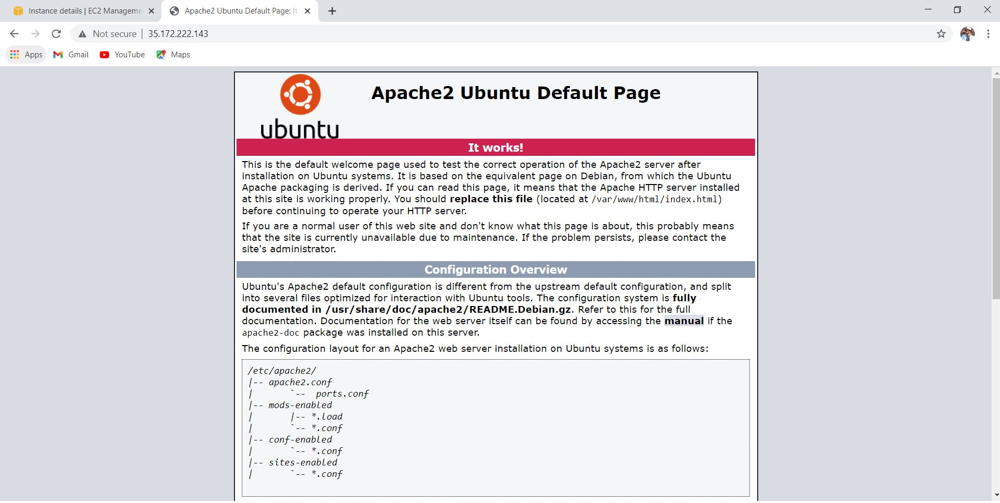 Instance details | EC2 Manageme
Apache2 Ubuntu Default Page: It
Not secure | 35.172.222.143
Apps Gmail YouTube Maps
ubuntu
Apache2 Ubuntu Default Page
It works!
This is the default welcome page used to test the correct operation of the Apache2 server after
installation on Ubuntu systems. It is based on the equivalent page on Debian, from which the Ubuntu
Apache packaging is derived. If you can read this page, it means that the Apache HTTP server installed
at this site is working properly. You should replace this file (located at /var/www/html/index.html)
before continuing to operate your HTTP server.
If you are a normal user of this web site and don't know what this page is about, this probably means
that the site is currently unavailable due to maintenance. If the problem persists, please contact the
site's administrator.
Configuration Overview
Ubuntu's Apache2 default configuration is different from the upstream default configuration, and split
into several files optimized for interaction with Ubuntu tools. The configuration system is fully
documented in /usr/share/doc/apache2/README.Debian.gz. Refer to this for the full
documentation. Documentation for the web server itself can be found by accessing the manual if the
apache2-doc package was installed on this server.
The configuration layout for an Apache2 web server installation on Ubuntu systems is as follows:
/etc/apache2/
|-- apache2.conf
|       `--  ports.conf
|-- mods-enabled
|       |-- *.load
|       `-- *.conf
|-- conf-enabled
|       `-- *.conf
|-- sites-enabled
|       `-- *.conf